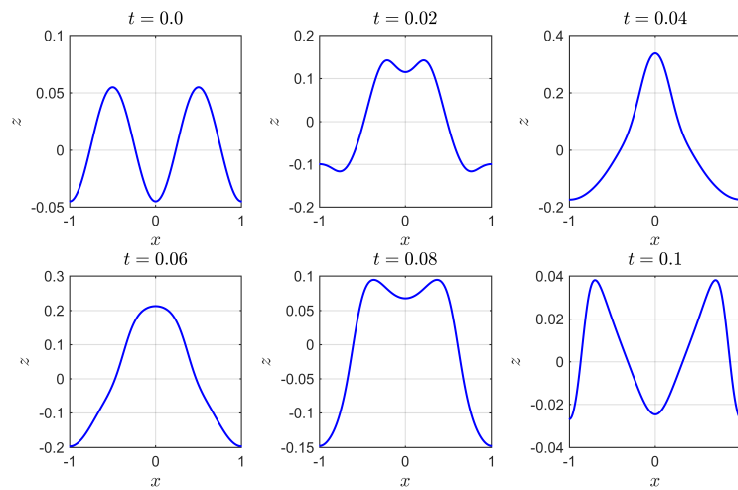 t = 0.0
0.1
0.05
0
-0.05
z
-1 0 1
x
t = 0.02
0.2
0.1
0
-0.1
-0.2
z
-1 0 1
x
t = 0.04
0.4
0.2
0
-0.2
z
-1 0 1
x
t = 0.06
0.3
0.2
0.1
0
-0.1
-0.2
z
-1 0 1
x
t = 0.08
0.1
0.05
0
-0.05
-0.1
-0.15
z
-1 0 1
x
t = 0.1
0.04
0.02
0
-0.02
-0.04
z
-1 0 1
x